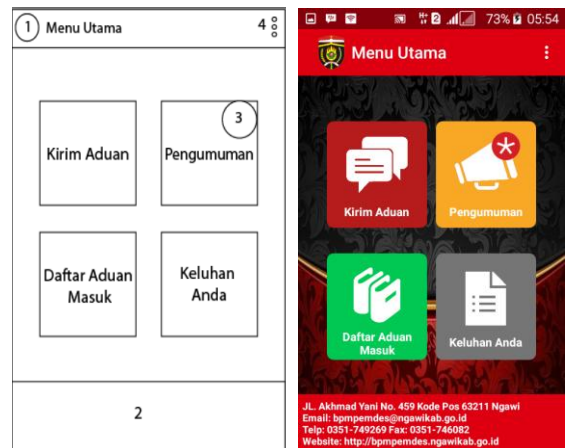 1 Menu Utama 4
3
Kirim Aduan
Pengumuman
Daftar Aduan
Masuk
Keluhan
Anda
2
73% 05:54
Menu Utama
Kirim Aduan
Pengumuman
Daftar Aduan
Masuk
Keluhan Anda
JL. Akhmad Yani No. 459 Kode Pos 63211 Ngawi
Email: bpmpemdes@ngawikab.go.id
Telp: 0351-749269 Fax: 0351-746082
Website: http://bpmpemdes.ngawikab.go.id